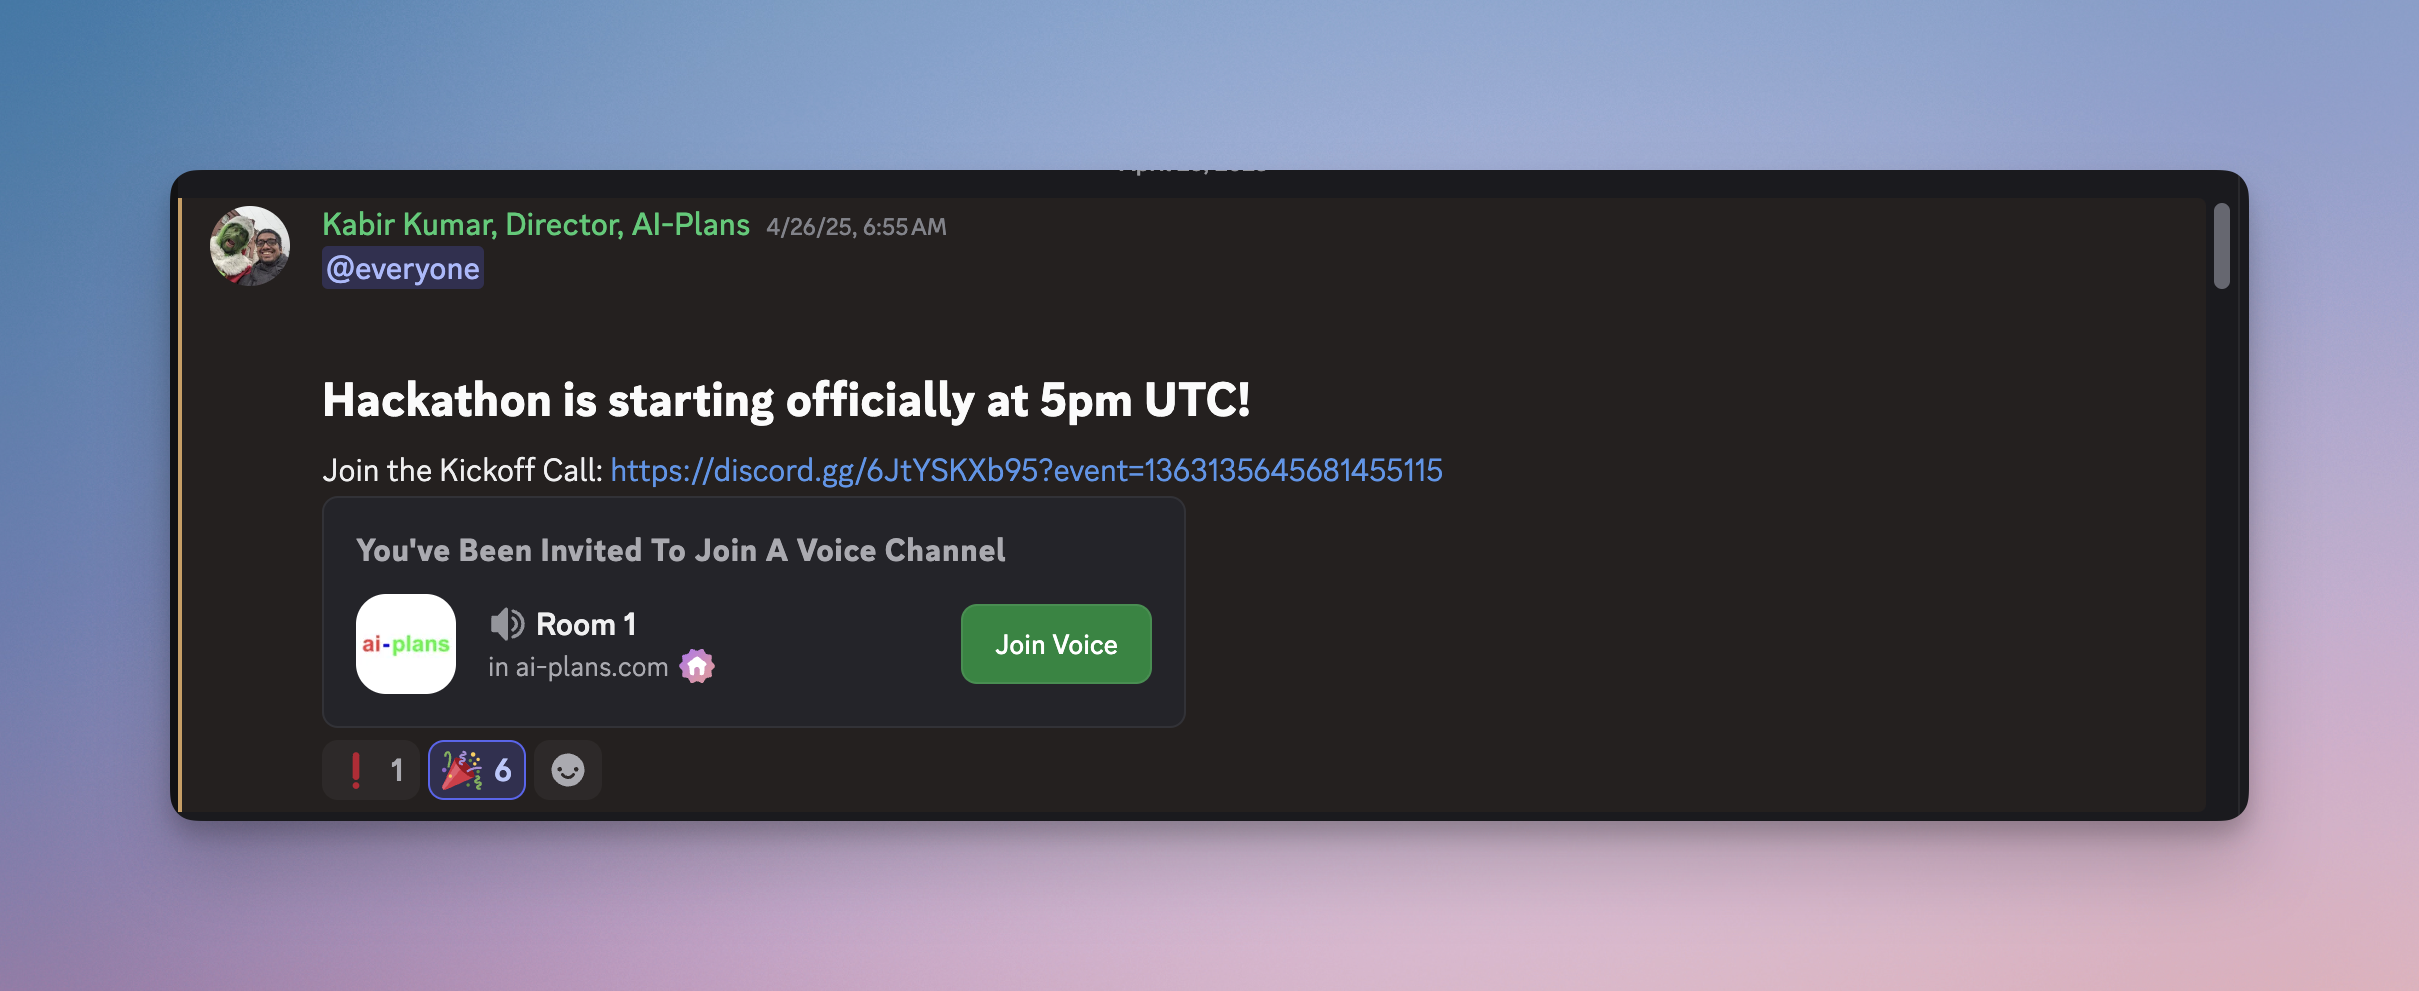 Kabir Kumar, Director, AI-Plans 4/26/25, 6:55 AM
@everyone
Hackathon is starting officially at 5pm UTC!
Join the Kickoff Call: https://discord.gg/6JtYSKXb95?event=1363135645681455115
You've Been Invited To Join A Voice Channel
ai-plans
Room 1
in ai-plans.com
Join Voice
1
6